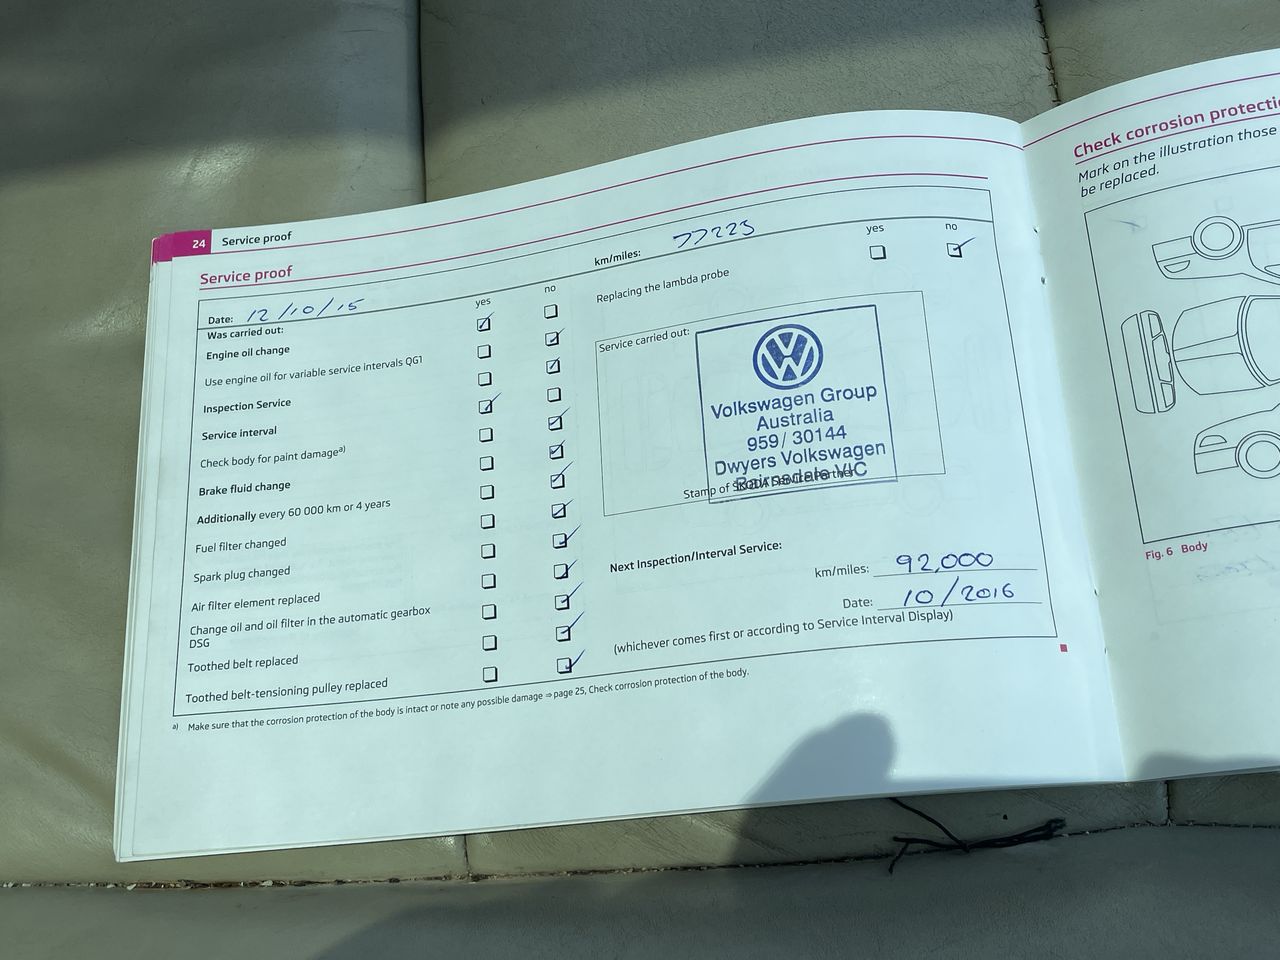 24 Service proof
Service proof
Date: 12/10/15
km/miles: 77225
Was carried out:
yes no
Engine oil change
Use engine oil for variable service intervals QG1
Inspection Service
Service interval
Check body for paint damage a)
Brake fluid change
Additionally every 60 000 km or 4 years
Fuel filter changed
Spark plug changed
Air filter element replaced
Change oil and oil filter in the automatic gearbox
DSG
Toothed belt replaced
Toothed belt-tensioning pulley replaced
yes no
Replacing the lambda probe
Service carried out:
Volkswagen Group
Australia
959/ 30144
Dwyers Volkswagen
Bairnsdale VIC
Stamp of ŠKODA Service Partner
Next Inspection/Interval Service:
km/miles: 92,000
Date: 10/2016
(whichever comes first or according to Service Interval Display)
a) Make sure that the corrosion protection of the body is intact or note any possible damage ⇒ page 25, Check corrosion protection of the body.
Check corrosion protecti
Mark on the illustration those
be replaced.
Fig. 6 Body